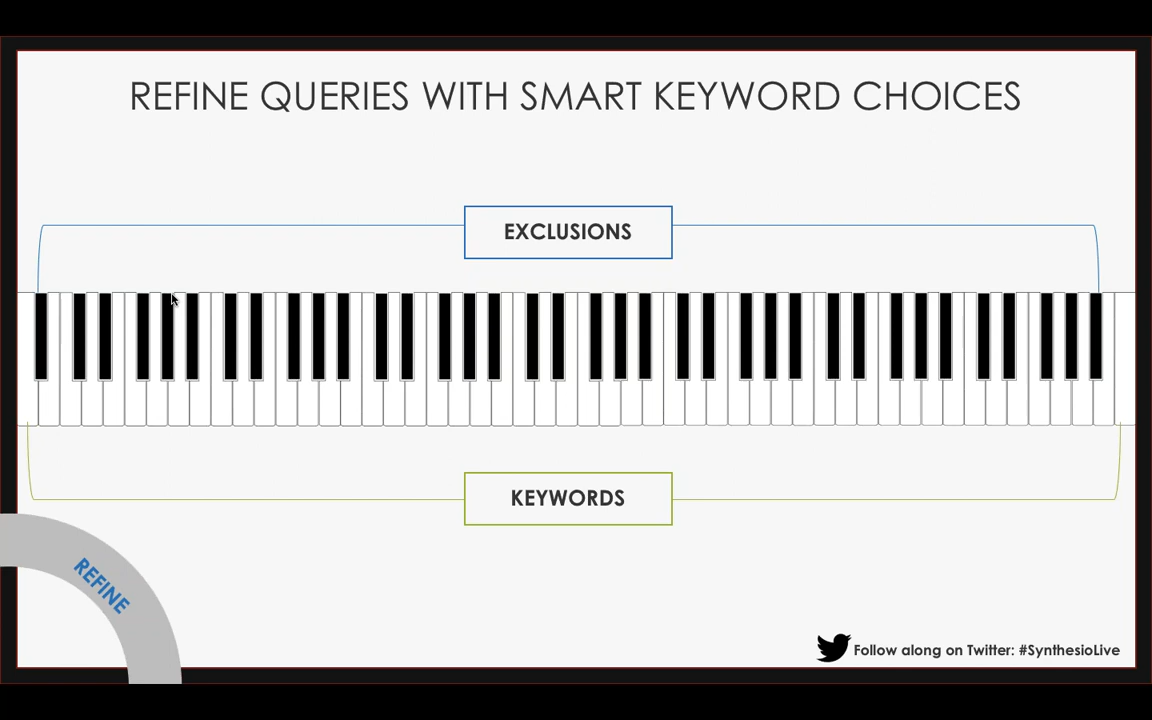 REFINE QUERIES WITH SMART KEYWORD CHOICES
EXCLUSIONS
KEYWORDS
REFINE
Follow along on Twitter: #SynthesioLive